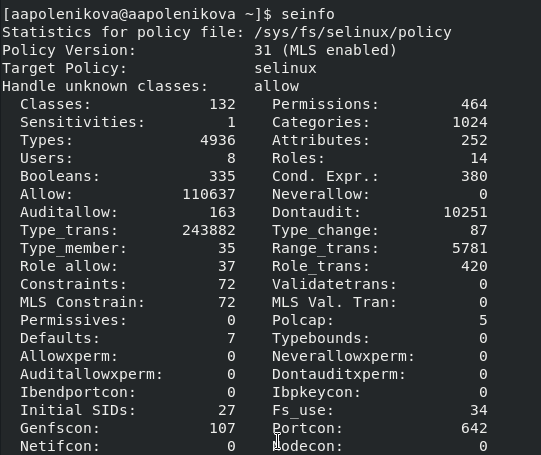 [aapolenikova@aapolenikova ~]$ seinfo
Statistics for policy file: /sys/fs/selinux/policy
Policy Version: 31 (MLS enabled)
Target Policy: selinux
Handle unknown classes: allow
Classes: 132 Permissions: 464
Sensitivities: 1 Categories: 1024
Types: 4936 Attributes: 252
Users: 8 Roles: 14
Booleans: 335 Cond. Expr.: 380
Allow: 110637 Neverallow: 0
Auditallow: 163 Dontaudit: 10251
Type_trans: 243882 Type_change: 87
Type_member: 35 Range_trans: 5781
Role allow: 37 Role_trans: 420
Constraints: 72 Validatetrans: 0
MLS Constrain: 72 MLS Val. Tran: 0
Permissives: 0 Polcap: 5
Defaults: 7 Typebounds: 0
Allowxperm: 0 Neverallowxperm: 0
Auditallowxperm: 0 Dontauditxperm: 0
Ibendportcon: 0 Ibpkeycon: 0
Initial SIDs: 27 Fs_use: 34
Genfscon: 107 Portcon: 642
Netifcon: 0 Nodecon: 0